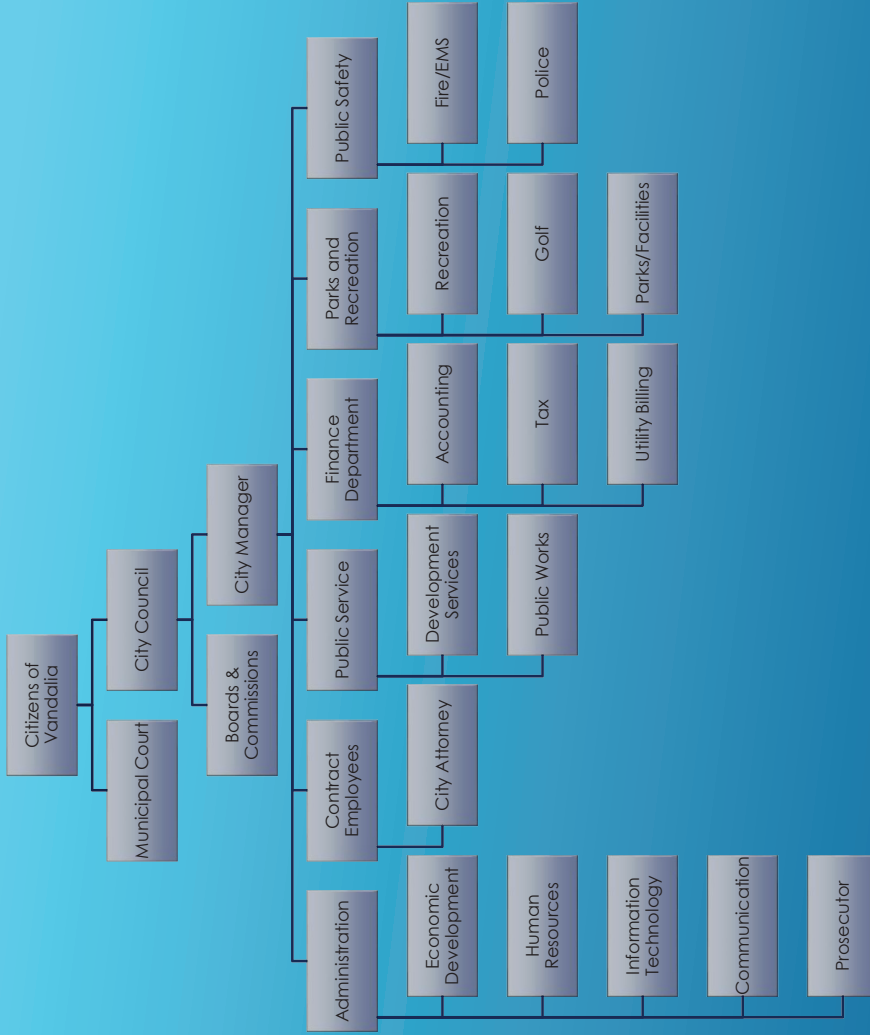 Citizens of
Vandalia
Municipal Court
City Council
Boards &
Commissions
City Manager
Administration
Contract
Employees
Public Service
Finance
Department
Parks and
Recreation
Public Safety
Economic
Development
Human
Resources
Information
Technology
Communication
Prosecutor
City Attorney
Development
Services
Public Works
Accounting
Tax
Utility Billing
Recreation
Golf
Parks/Facilities
Fire/EMS
Police